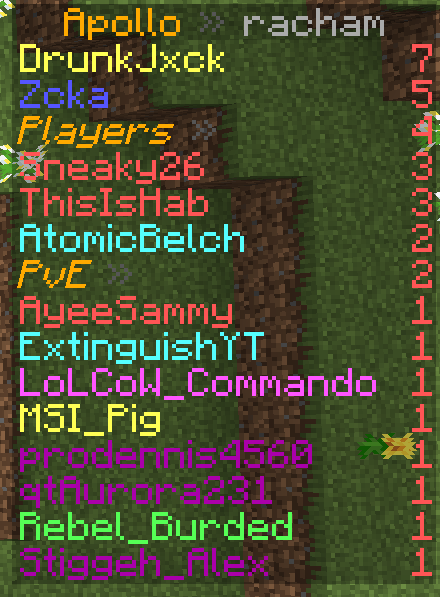 Apollo » racham
DrunkJxck 7
Zcka 5
Players » 4
Sneaky26 3
ThisIsHab 3
AtomicBelch 2
PvE » 2
AyeeSammy 1
ExtinguishYT 1
LoLCoW_Commando 1
MSI_Pig 1
prodennis4560 1
qtAurora231 1
Rebel_Burded 1
Stiggeh_Alex 1